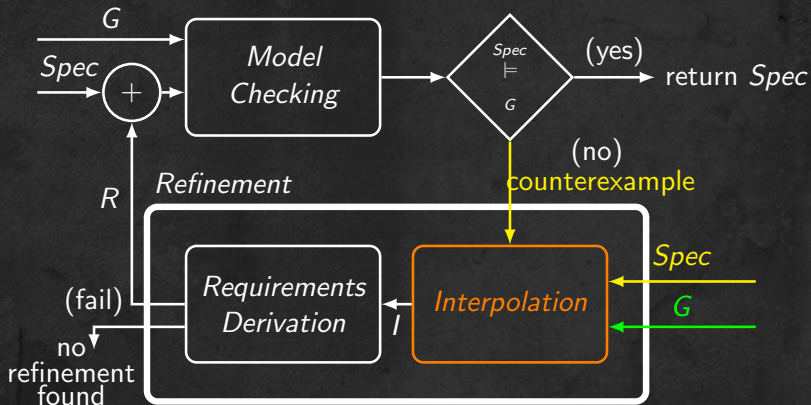 G
Spec
+
Model
Checking
Spec
⊨
G
(yes)
return Spec
(no)
counterexample
R
Refinement
Requirements
Derivation
I
Interpolation
Spec
G
(fail)
no
refinement
found